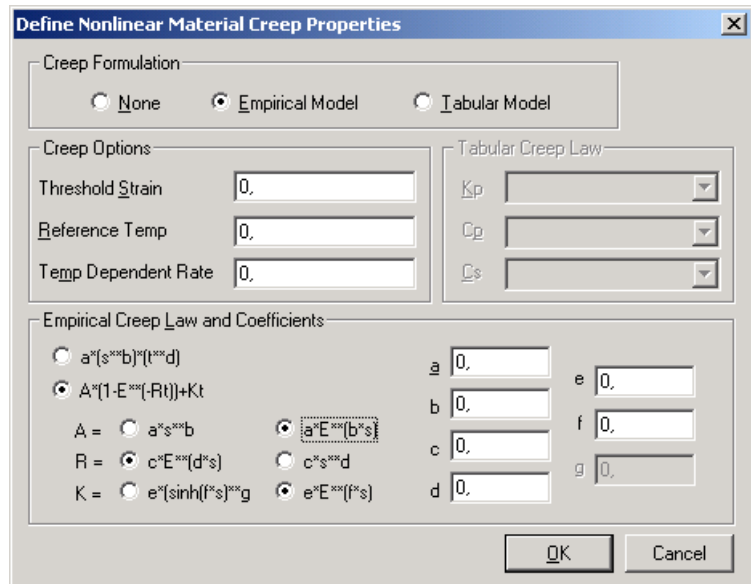 Define Nonlinear Material Creep Properties
Creep Formulation
None Empirical Model Tabular Model
Creep Options
Threshold Strain 0,
Reference Temp 0,
Temp Dependent Rate 0,
Tabular Creep Law
Kp
Cp
Cs
Empirical Creep Law and Coefficients
a*(s**b)*(t**d)
A*(1-E**(-Rt))+Kt
A = a*s**b a*E**(b*s)
R = c*E**(d*s) c*s**d
K = e*(sinh(f*s)**g e*E**(f*s)
a 0,
b 0,
c 0,
d 0,
e 0,
f 0,
g 0,
OK Cancel